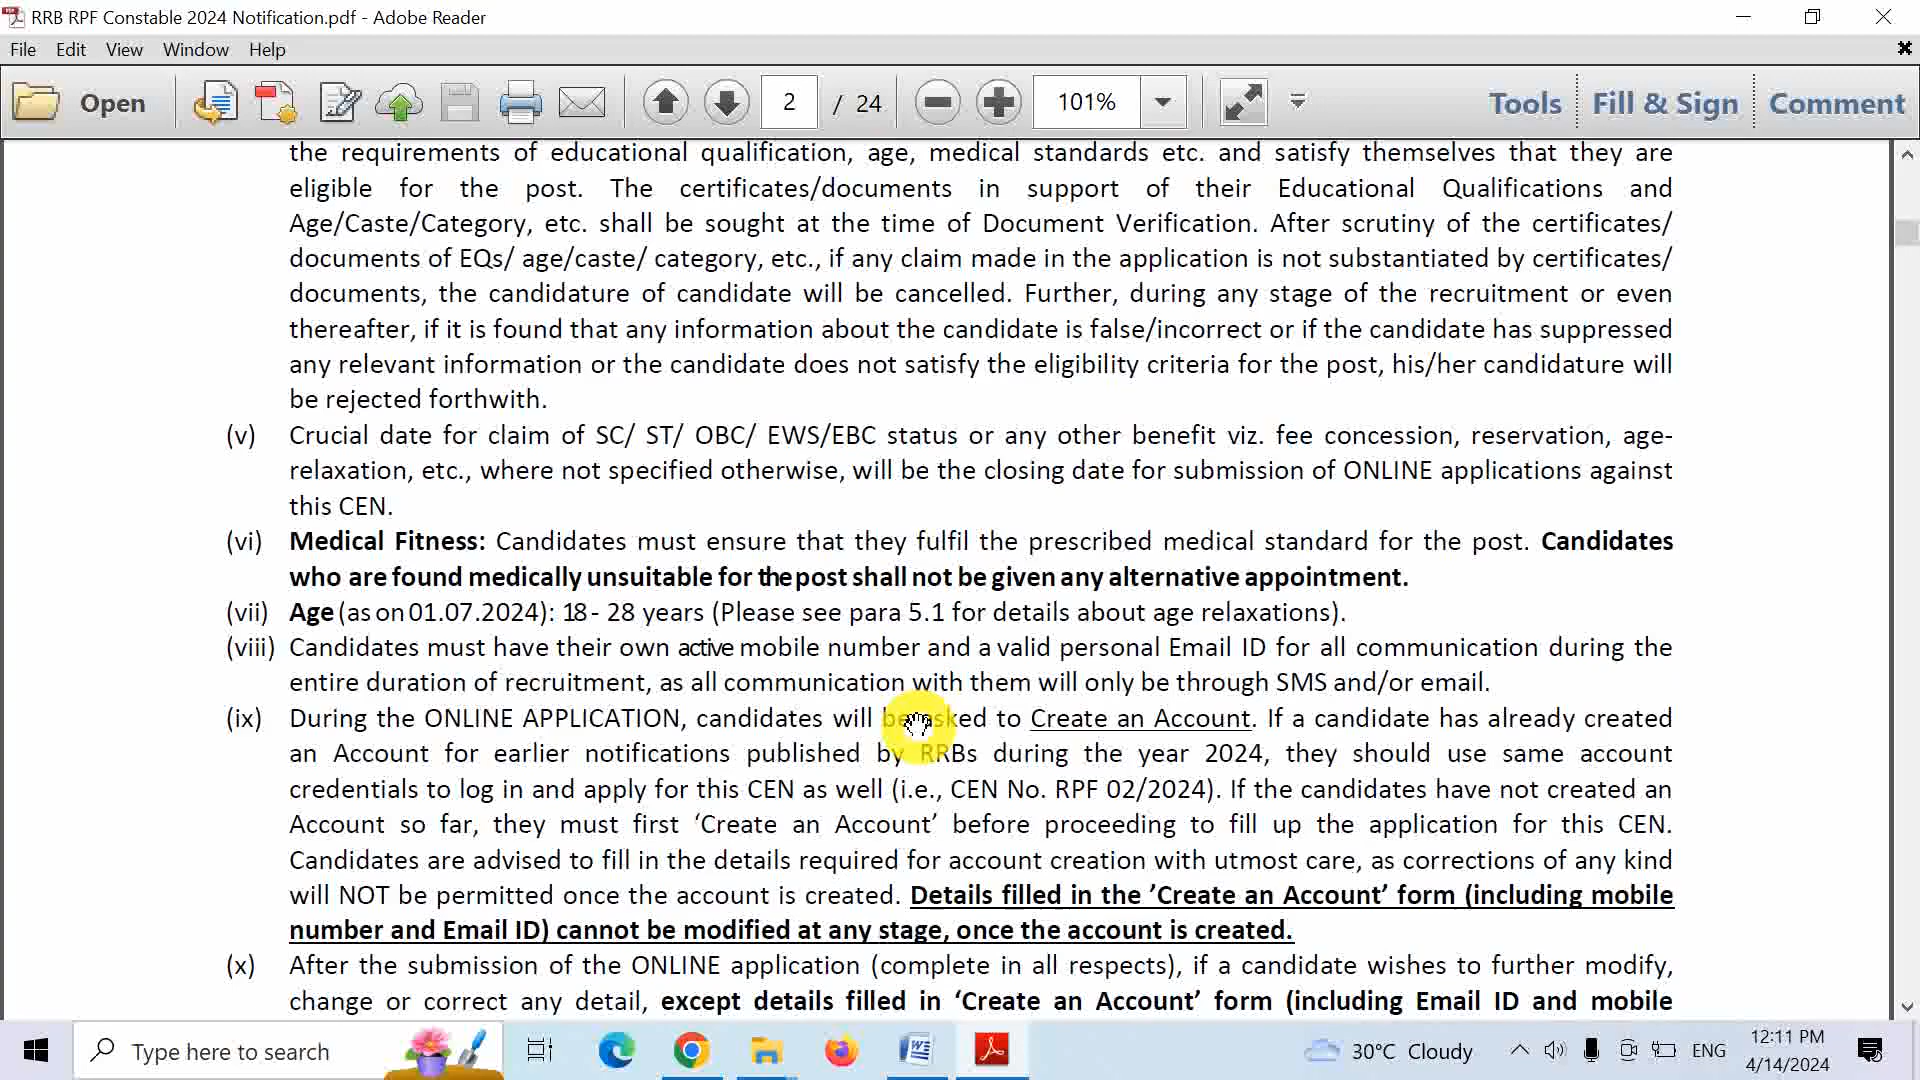 RRB RPF Constable 2024 Notification.pdf - Adobe Reader
File Edit View Window Help
Open 2 / 24 101% Tools Fill & Sign Comment
the requirements of educational qualification, age, medical standards etc. and satisfy themselves that they are
eligible for the post. The certificates/documents in support of their Educational Qualifications and
Age/Caste/Category, etc. shall be sought at the time of Document Verification. After scrutiny of the certificates/
documents of EQs/ age/caste/ category, etc., if any claim made in the application is not substantiated by certificates/
documents, the candidature of candidate will be cancelled. Further, during any stage of the recruitment or even
thereafter, if it is found that any information about the candidate is false/incorrect or if the candidate has suppressed
any relevant information or the candidate does not satisfy the eligibility criteria for the post, his/her candidature will
be rejected forthwith.
(v) Crucial date for claim of SC/ ST/ OBC/ EWS/EBC status or any other benefit viz. fee concession, reservation, age-
relaxation, etc., where not specified otherwise, will be the closing date for submission of ONLINE applications against
this CEN.
(vi) Medical Fitness: Candidates must ensure that they fulfil the prescribed medical standard for the post. Candidates
who are found medically unsuitable for the post shall not be given any alternative appointment.
(vii) Age (as on 01.07.2024): 18 - 28 years (Please see para 5.1 for details about age relaxations).
(viii) Candidates must have their own active mobile number and a valid personal Email ID for all communication during the
entire duration of recruitment, as all communication with them will only be through SMS and/or email.
(ix) During the ONLINE APPLICATION, candidates will be asked to Create an Account. If a candidate has already created
an Account for earlier notifications published by RRBs during the year 2024, they should use same account
credentials to log in and apply for this CEN as well (i.e., CEN No. RPF 02/2024). If the candidates have not created an
Account so far, they must first ‘Create an Account’ before proceeding to fill up the application for this CEN.
Candidates are advised to fill in the details required for account creation with utmost care, as corrections of any kind
will NOT be permitted once the account is created. Details filled in the ’Create an Account’ form (including mobile
number and Email ID) cannot be modified at any stage, once the account is created.
(x) After the submission of the ONLINE application (complete in all respects), if a candidate wishes to further modify,
change or correct any detail, except details filled in ‘Create an Account’ form (including Email ID and mobile
Type here to search 30°C Cloudy ENG 12:11 PM
4/14/2024